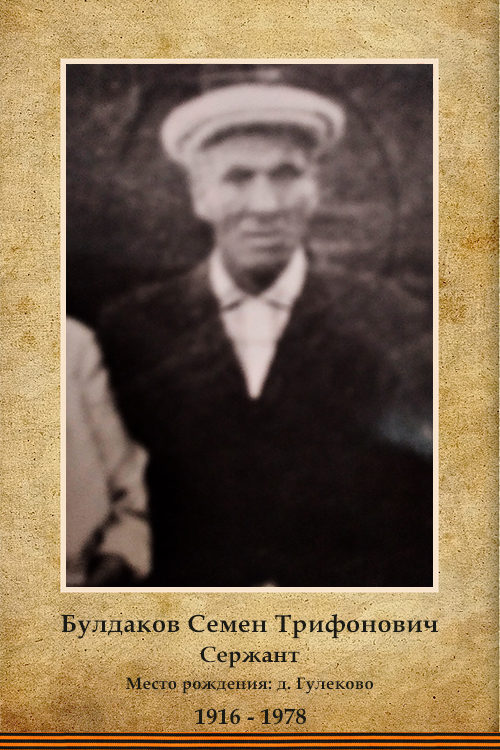 Булдаков Семен Трифонович
Сержант
Место рождения: д. Гулеково
1916 - 1978